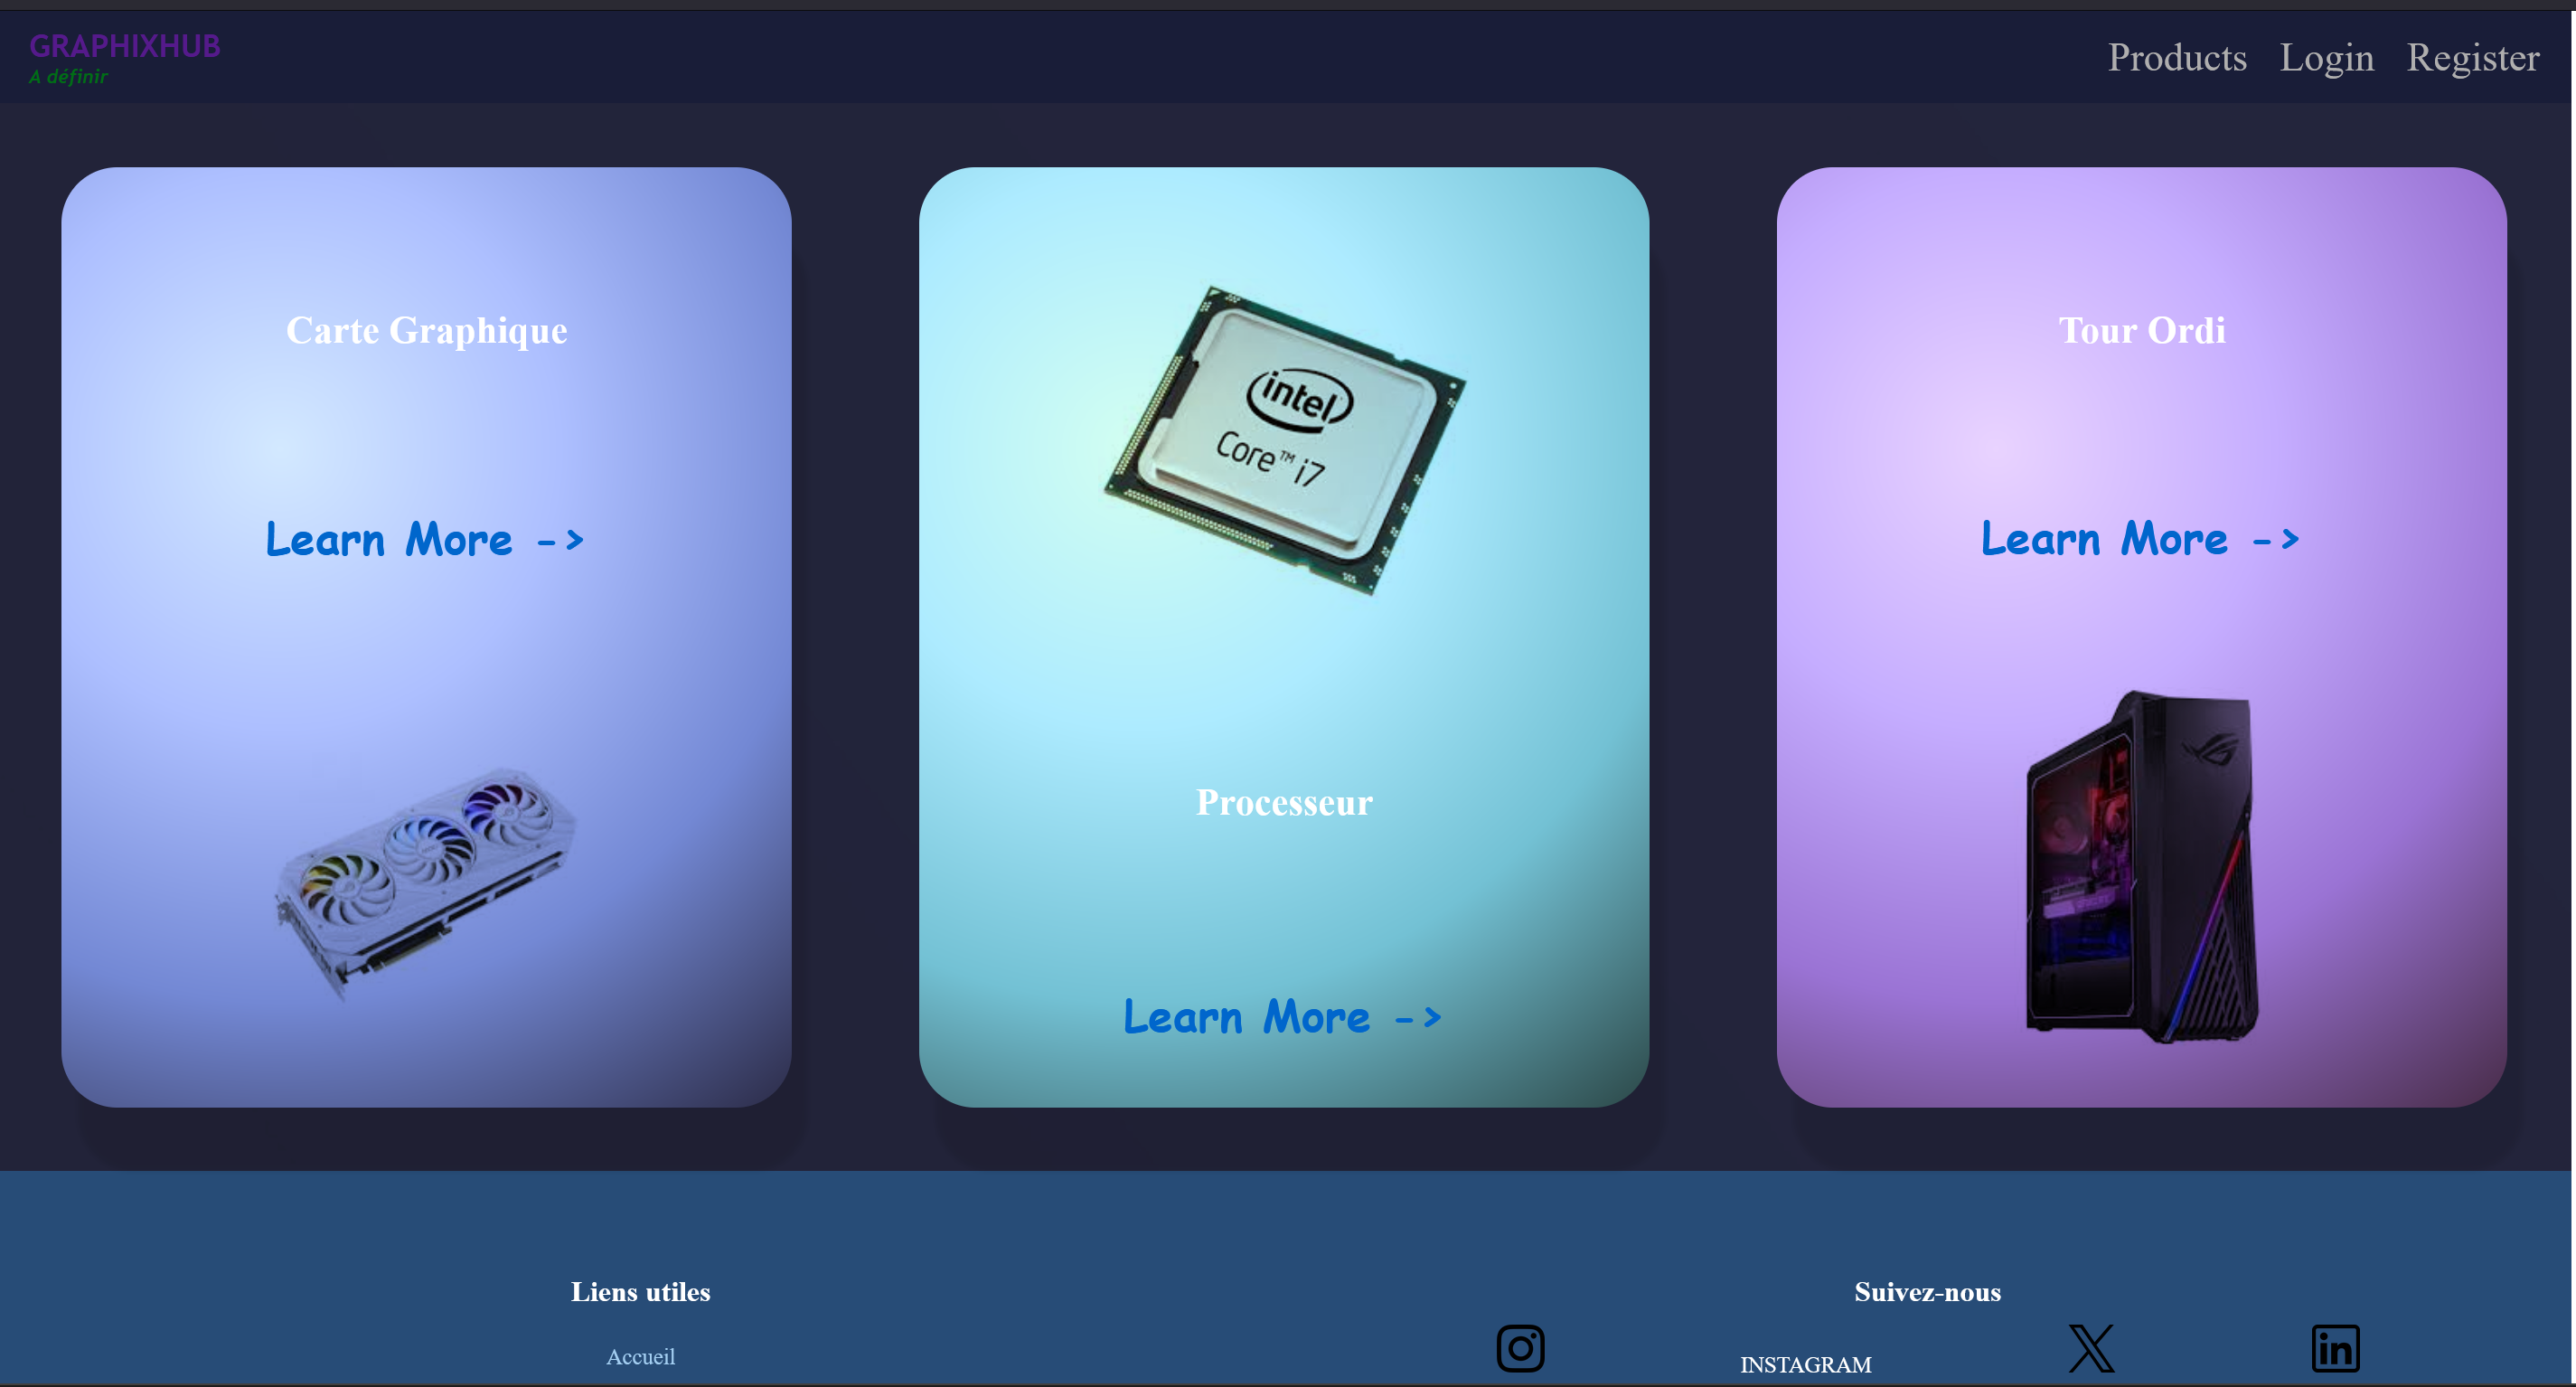 GRAPHIXHUB
A définir
Products Login Register
Carte Graphique
Learn More ->
intel
Core™ i7
Processeur
Learn More ->
Tour Ordi
Learn More ->
Liens utiles
Accueil
Suivez-nous
INSTAGRAM